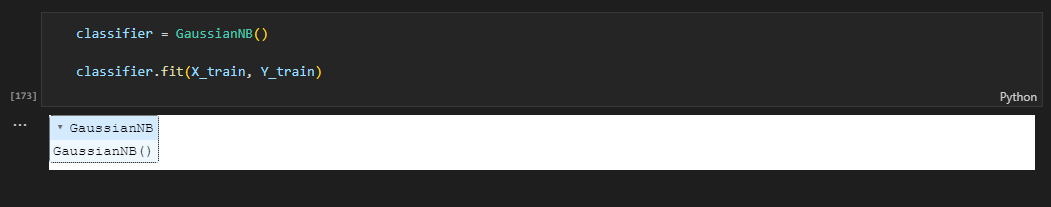 classifier = GaussianNB()
classifier.fit(X_train, Y_train)
[173]
Python
...
▾ GaussianNB
GaussianNB()